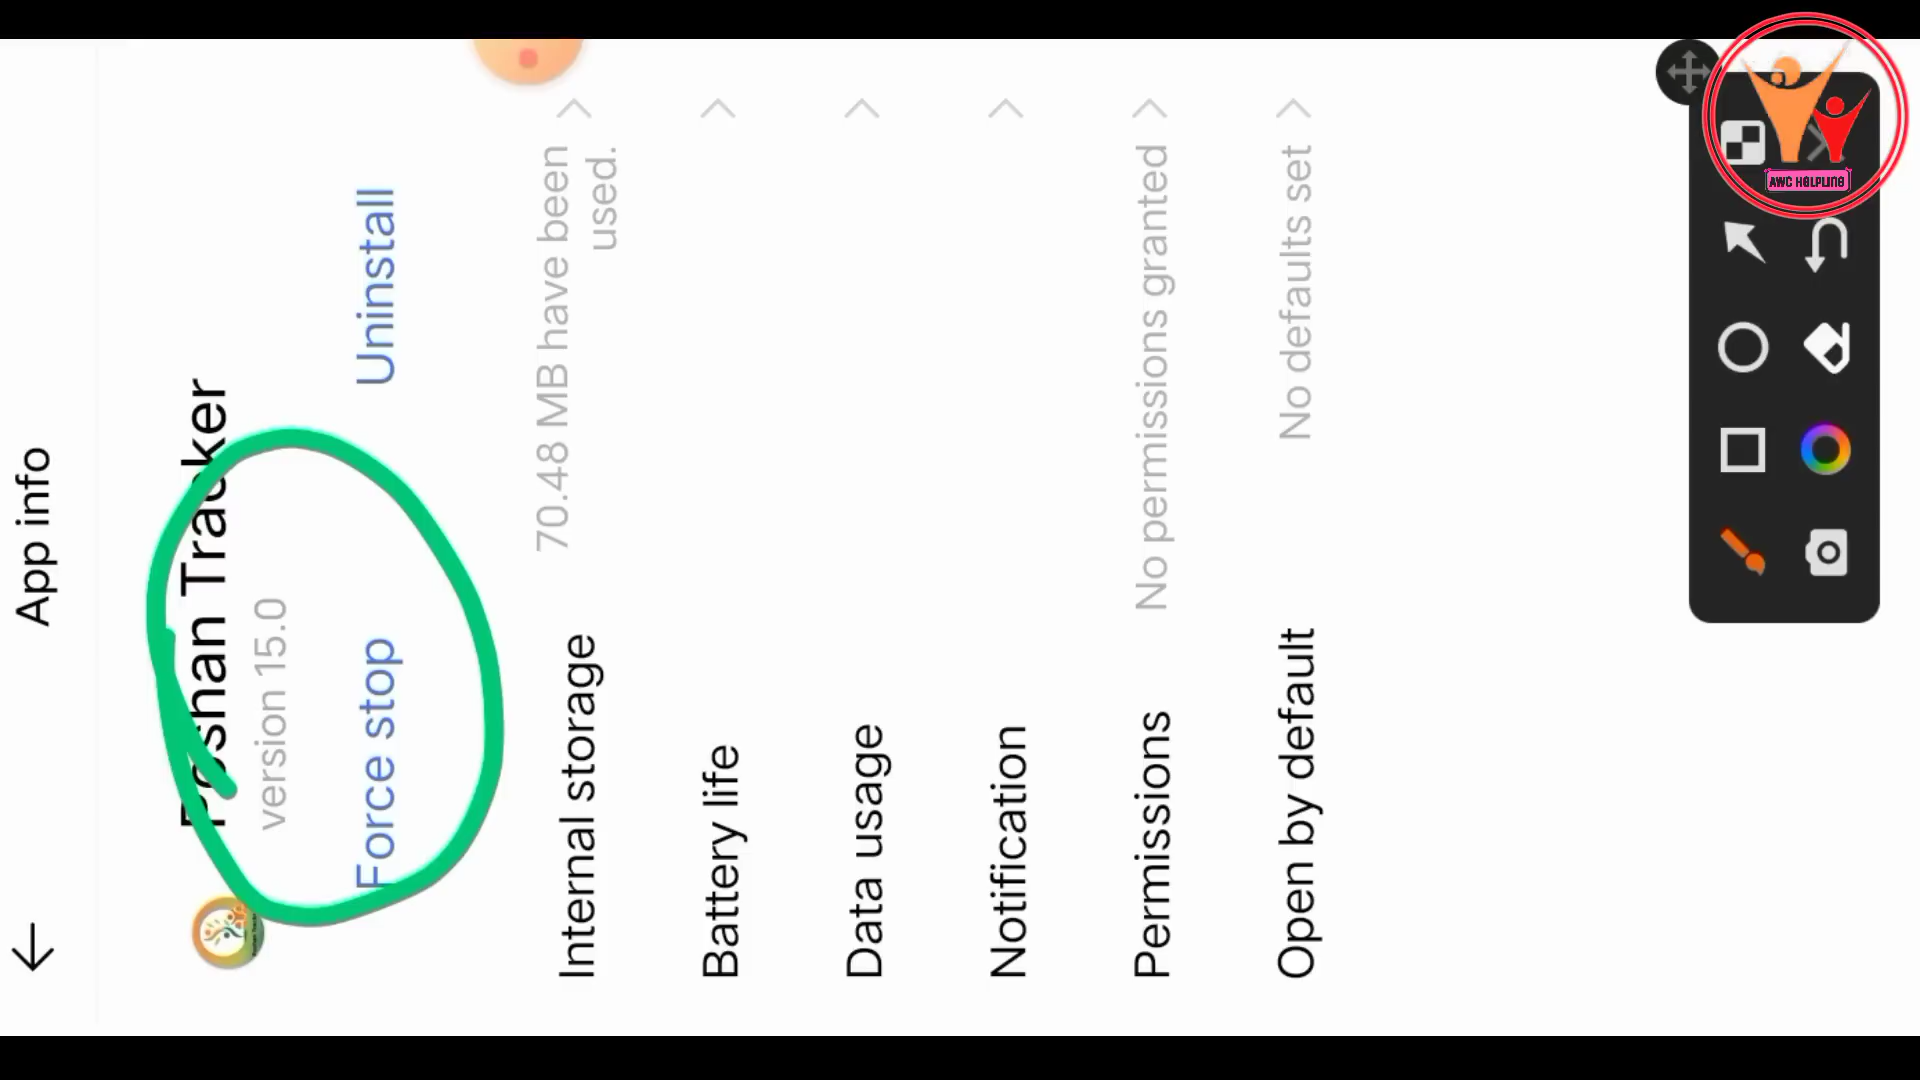 App info
Poshan Tracker
version 15.0
Force stop
Uninstall
Internal storage
70.48 MB have been
used.
Battery life
Data usage
Notification
Permissions
No permissions granted
Open by default
No defaults set
AWC HELPLINE